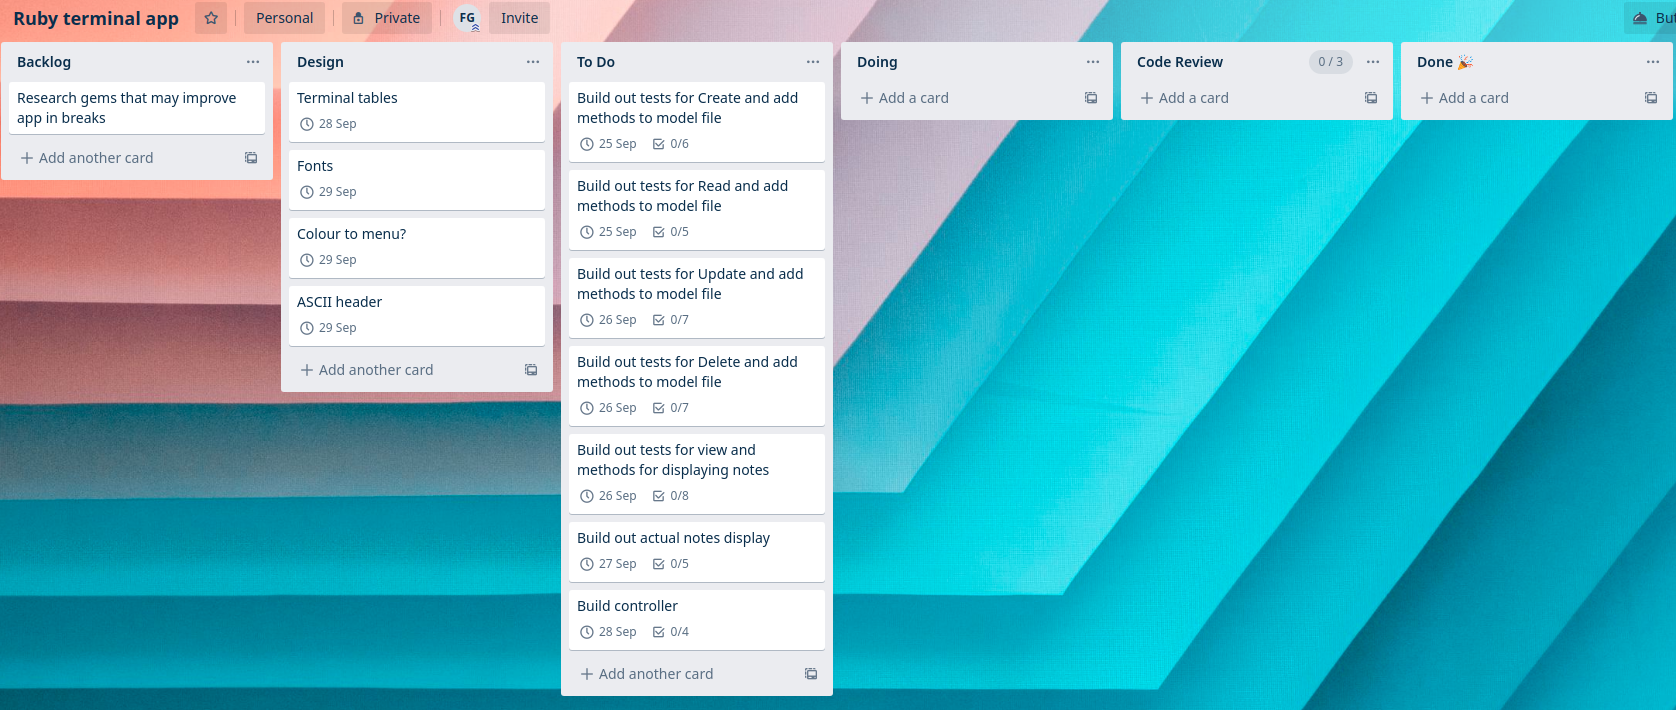 Ruby terminal app
Personal
Private
FG
Invite
Backlog
Research gems that may improve
app in breaks
Add another card
Design
Terminal tables
28 Sep
Fonts
29 Sep
Colour to menu?
29 Sep
ASCII header
29 Sep
Add another card
To Do
Build out tests for Create and add
methods to model file
25 Sep 0/6
Build out tests for Read and add
methods to model file
25 Sep 0/5
Build out tests for Update and add
methods to model file
26 Sep 0/7
Build out tests for Delete and add
methods to model file
26 Sep 0/7
Build out tests for view and
methods for displaying notes
26 Sep 0/8
Build out actual notes display
27 Sep 0/5
Build controller
28 Sep 0/4
Add another card
Doing
Add a card
Code Review
0 / 3
Add a card
Done 🎉
Add a card